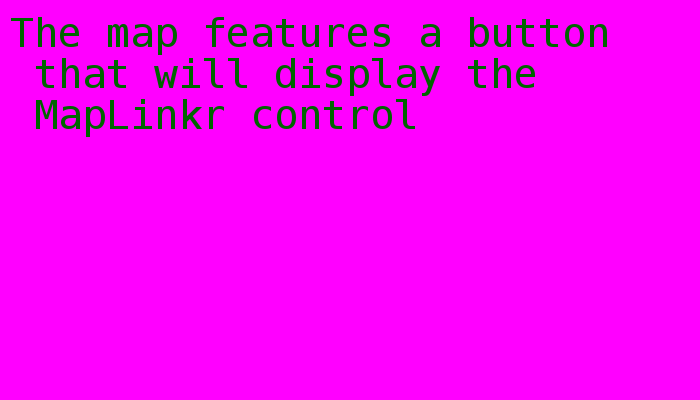 The map features a button
that will display the
MapLinkr control